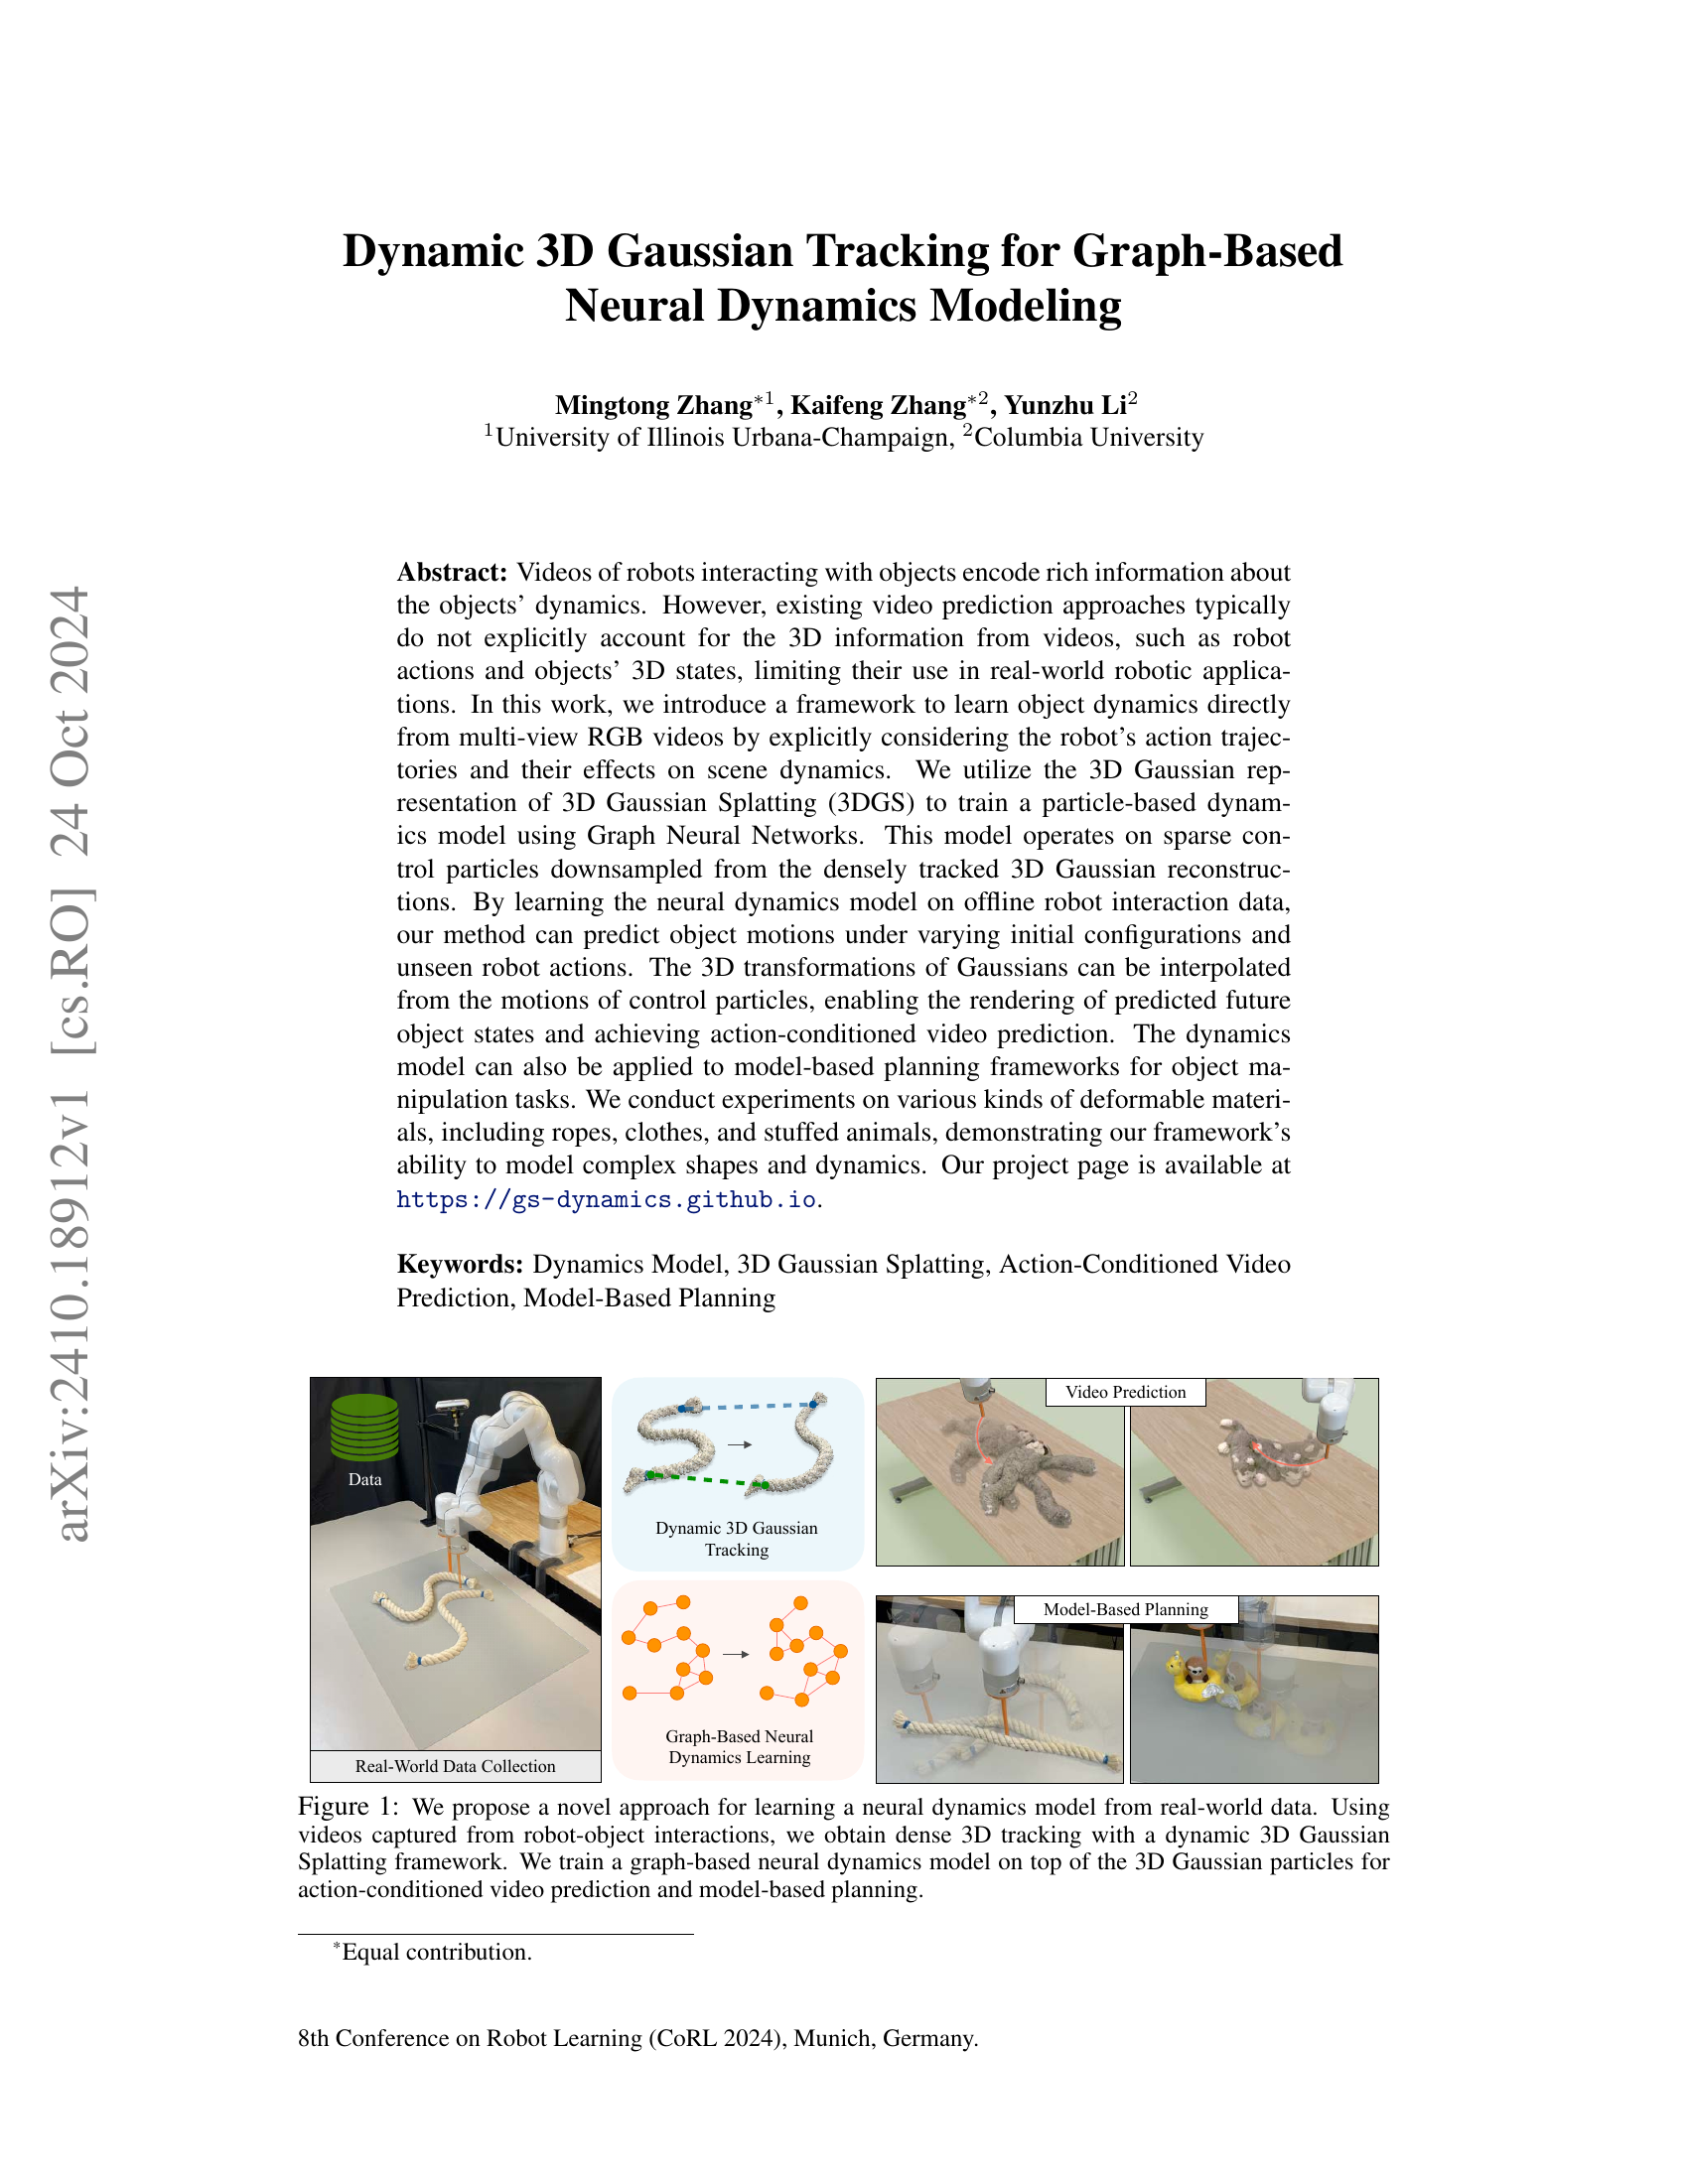 Dynamic 3D Gaussian Tracking for Graph-Based
Neural Dynamics Modeling
Mingtong Zhang*1, Kaifeng Zhang*2, Yunzhu Li2
1University of Illinois Urbana-Champaign, 2Columbia University
Abstract: Videos of robots interacting with objects encode rich information about
the objects' dynamics. However, existing video prediction approaches typically
do not explicitly account for the 3D information from videos, such as robot
actions and objects' 3D states, limiting their use in real-world robotic applica-
tions. In this work, we introduce a framework to learn object dynamics directly
from multi-view RGB videos by explicitly considering the robot's action trajec-
tories and their effects on scene dynamics. We utilize the 3D Gaussian rep-
resentation of 3D Gaussian Splatting (3DGS) to train a particle-based dynam-
ics model using Graph Neural Networks. This model operates on sparse con-
trol particles downsampled from the densely tracked 3D Gaussian reconstruc-
tions. By learning the neural dynamics model on offline robot interaction data,
our method can predict object motions under varying initial configurations and
unseen robot actions. The 3D transformations of Gaussians can be interpolated
from the motions of control particles, enabling the rendering of predicted future
object states and achieving action-conditioned video prediction. The dynamics
model can also be applied to model-based planning frameworks for object ma-
nipulation tasks. We conduct experiments on various kinds of deformable materi-
als, including ropes, clothes, and stuffed animals, demonstrating our framework's
ability to model complex shapes and dynamics. Our project page is available at
https://gs-dynamics.github.io.
Keywords: Dynamics Model, 3D Gaussian Splatting, Action-Conditioned Video
Prediction, Model-Based Planning
Data
Real-World Data Collection
Dynamic 3D Gaussian
Tracking
Graph-Based Neural
Dynamics Learning
Video Prediction
Model-Based Planning
Figure 1: We propose a novel approach for learning a neural dynamics model from real-world data. Using
videos captured from robot-object interactions, we obtain dense 3D tracking with a dynamic 3D Gaussian
Splatting framework. We train a graph-based neural dynamics model on top of the 3D Gaussian particles for
action-conditioned video prediction and model-based planning.
*Equal contribution.
8th Conference on Robot Learning (CoRL 2024), Munich, Germany.
arXiv:2410.18912v1 [cs.RO] 24 Oct 2024